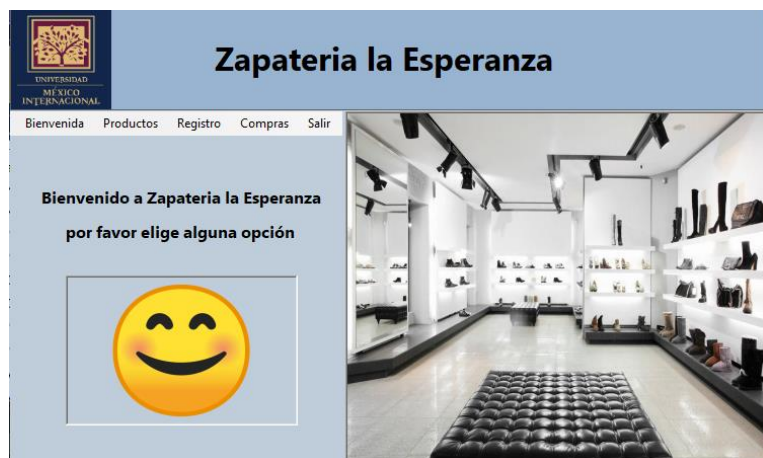 UNIVERSIDAD
MÉXICO
INTERNACIONAL
Zapateria la Esperanza
Bienvenida Productos Registro Compras Salir
Bienvenido a Zapateria la Esperanza
por favor elige alguna opción